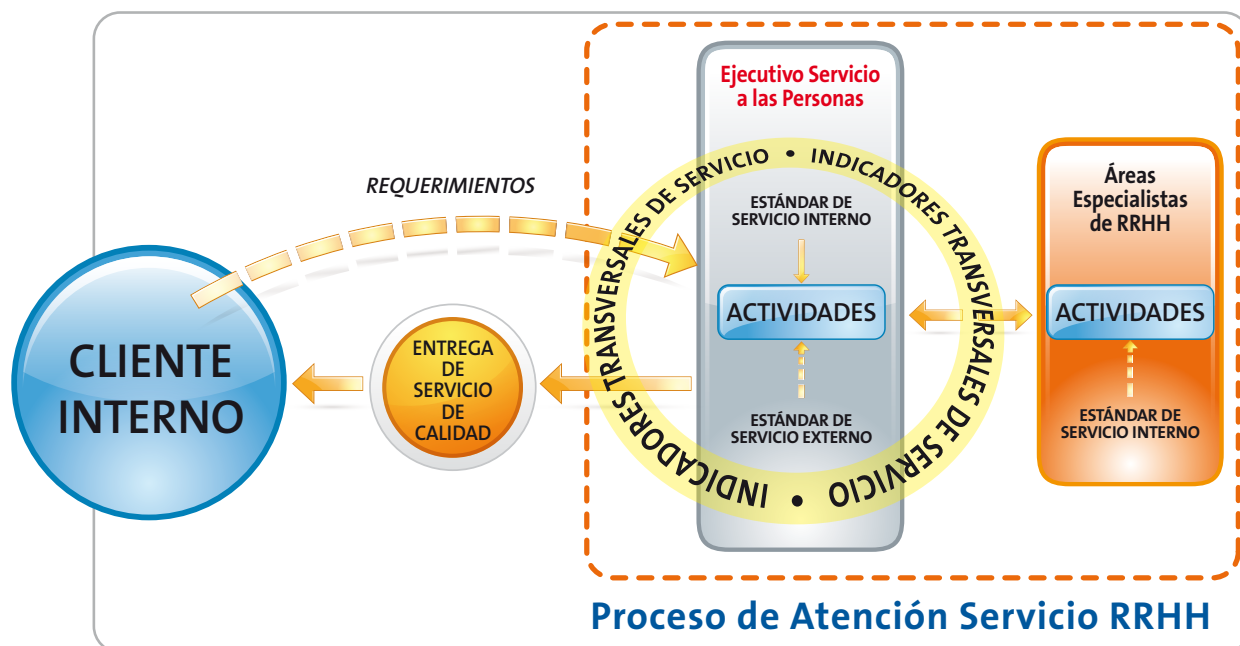 Ejecutivo Servicio
a las Personas
INDICADORES TRANSVERSALES DE SERVICIO • INDICADORES TRANSVERSALES DE SERVICIO •
REQUERIMIENTOS
ESTÁNDAR DE
SERVICIO INTERNO
ACTIVIDADES
ESTÁNDAR DE
SERVICIO EXTERNO
Áreas
Especialistas
de RRHH
ACTIVIDADES
ESTÁNDAR DE
SERVICIO INTERNO
CLIENTE
INTERNO
ENTREGA
DE
SERVICIO
DE
CALIDAD
Proceso de Atención Servicio RRHH